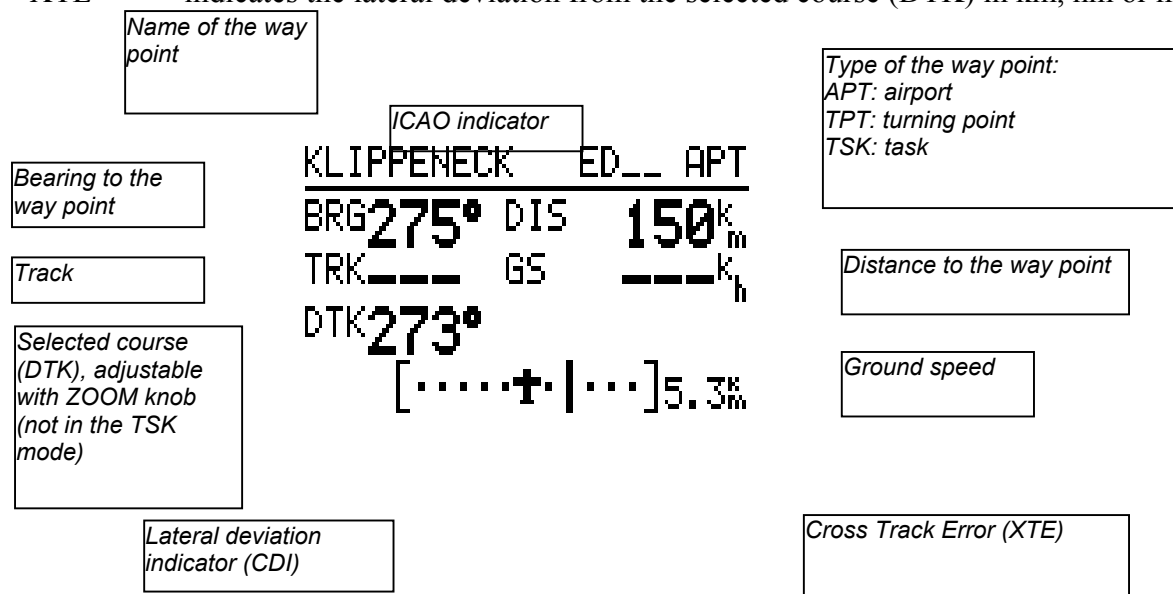 XTE indicates the lateral deviation from the selected course (DTK) in km, nm or
Name of the way
point
Type of the way point:
APT: airport
TPT: turning point
TSK: task
ICAO indicator
KLIPPENECK ED__ APT
Bearing to the
way point
BRG275° DIS 150km
Track
TRK___ GS ___kh
Distance to the way point
DTK273°
Selected course
(DTK), adjustable
with ZOOM knob
(not in the TSK
mode)
Ground speed
[·····✝·|···]5.3km
Lateral deviation
indicator (CDI)
Cross Track Error (XTE)